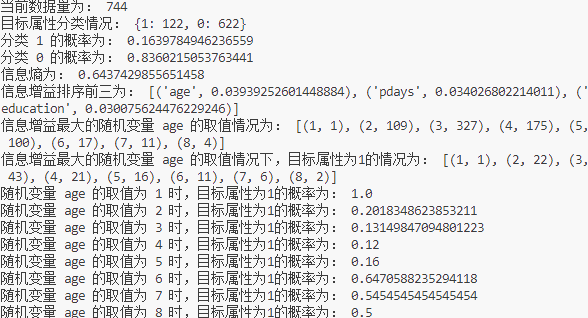 当前数据量为： 744
目标属性分类情况： {1: 122, 0: 622}
分类 1 的概率为： 0.1639784946236559
分类 0 的概率为： 0.8360215053763441
信息熵为： 0.6437429855651458
信息增益排序前三为： [('age', 0.03939252601448884), ('pdays', 0.034026802214011), ('
education', 0.030075624476229246)]
信息增益最大的随机变量 age 的取值情况为： [(1, 1), (2, 109), (3, 327), (4, 175), (5,
100), (6, 17), (7, 11), (8, 4)]
信息增益最大的随机变量 age 的取值情况下，目标属性为1的情况为： [(1, 1), (2, 22), (3,
43), (4, 21), (5, 16), (6, 11), (7, 6), (8, 2)]
随机变量 age 的取值为 1 时，目标属性为1的概率为： 1.0
随机变量 age 的取值为 2 时，目标属性为1的概率为： 0.2018348623853211
随机变量 age 的取值为 3 时，目标属性为1的概率为： 0.13149847094801223
随机变量 age 的取值为 4 时，目标属性为1的概率为： 0.12
随机变量 age 的取值为 5 时，目标属性为1的概率为： 0.16
随机变量 age 的取值为 6 时，目标属性为1的概率为： 0.6470588235294118
随机变量 age 的取值为 7 时，目标属性为1的概率为： 0.5454545454545454
随机变量 age 的取值为 8 时，目标属性为1的概率为： 0.5